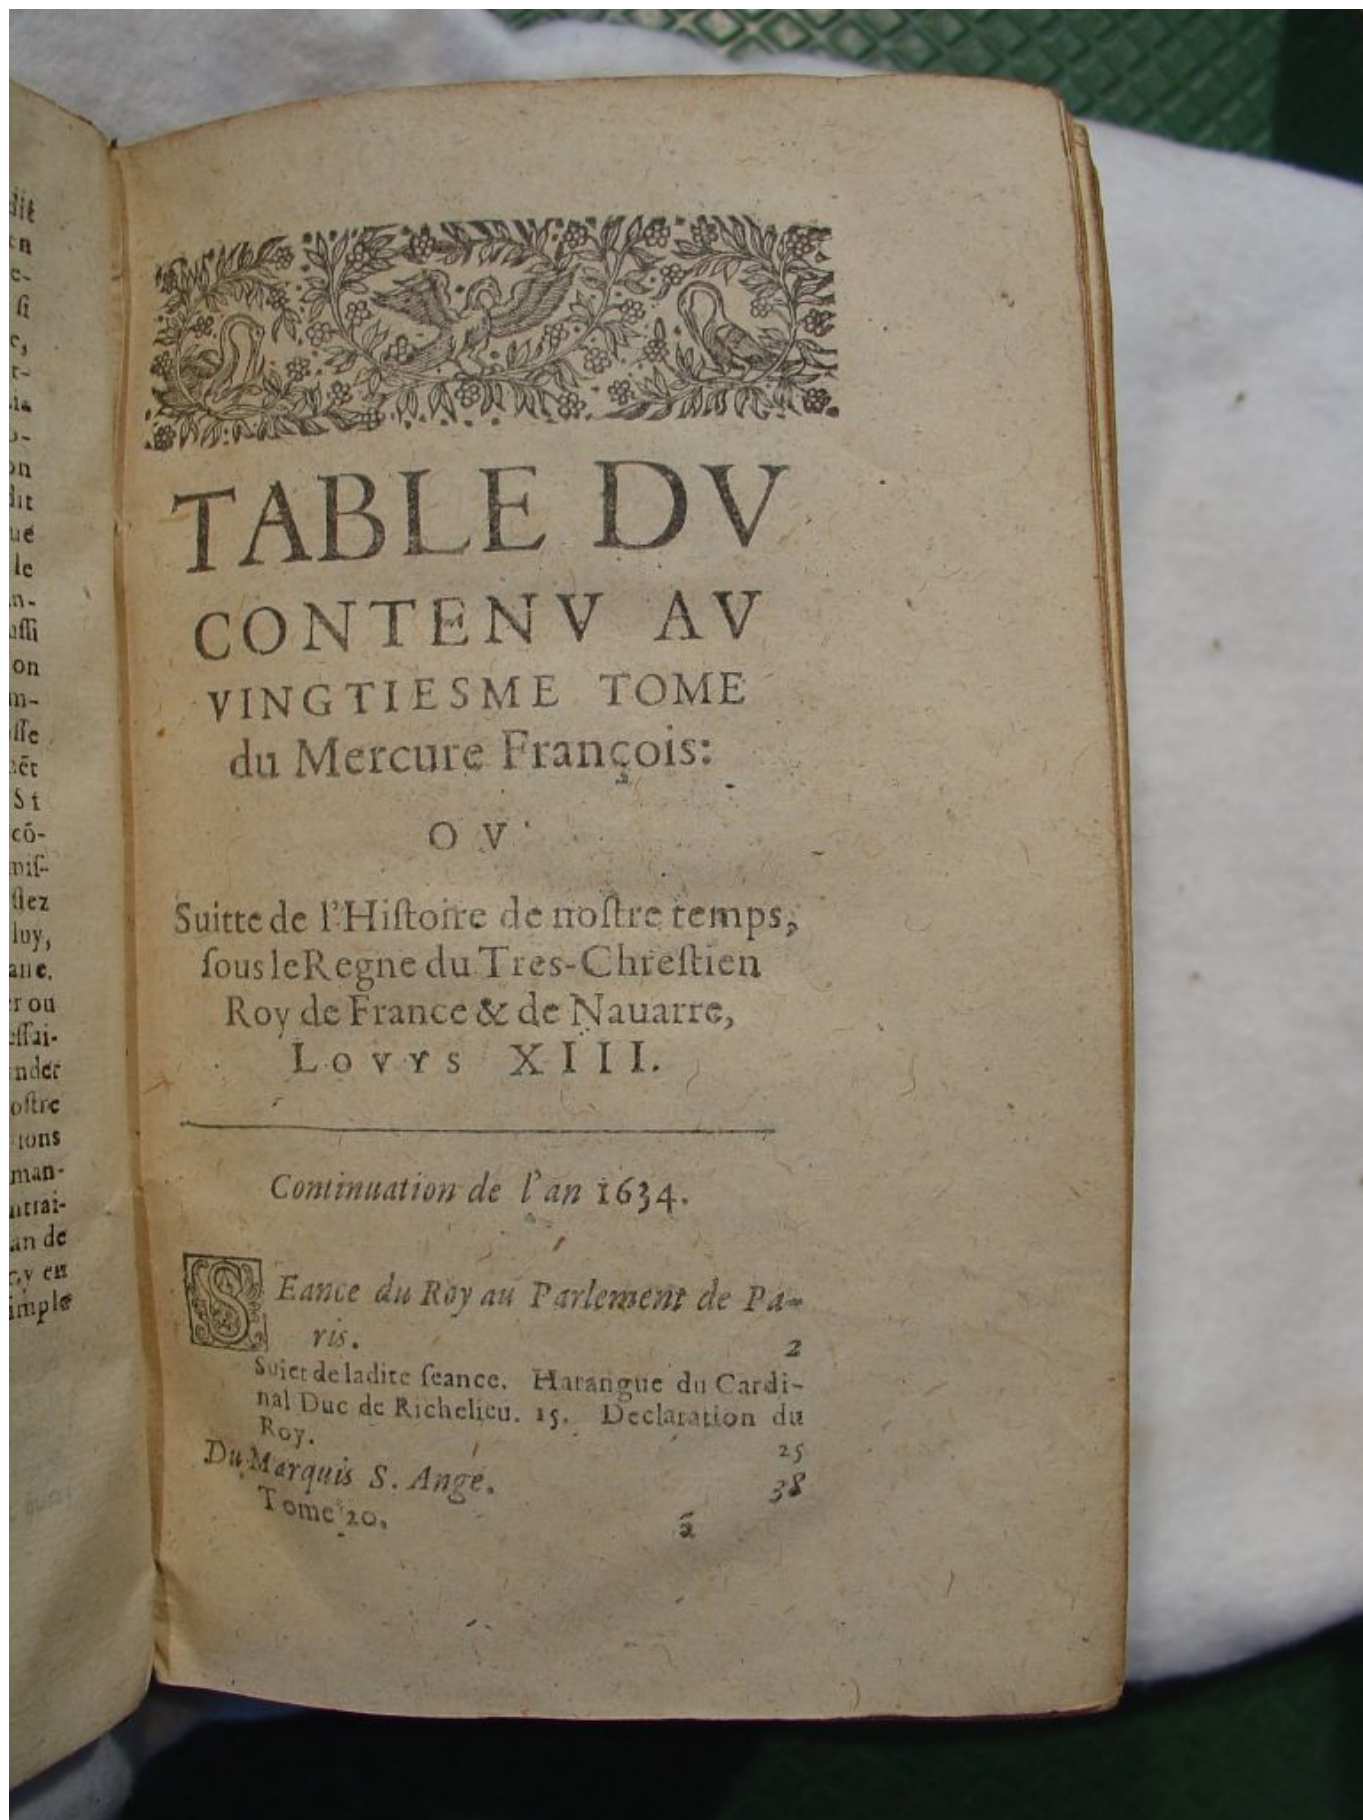 TABLE DV
CONTENV AV
VINGTIESME TOME
du Mercure François:
OV
Suitte de l'Hiſtoire de noſtre temps,
ſous le Regne du Tres-Chreſtien
Roy de France & de Nauarre,
LOVYS XIII.
Continuation de l'an 1634.
SEance du Roy au Parlement de Pa-
ris. 2
Sujet de ladite ſeance. Harangue du Cardi-
nal Duc de Richelieu. 15. Declaration du
Roy. 25
Du Marquis S. Ange. 38
Tome 20. ã